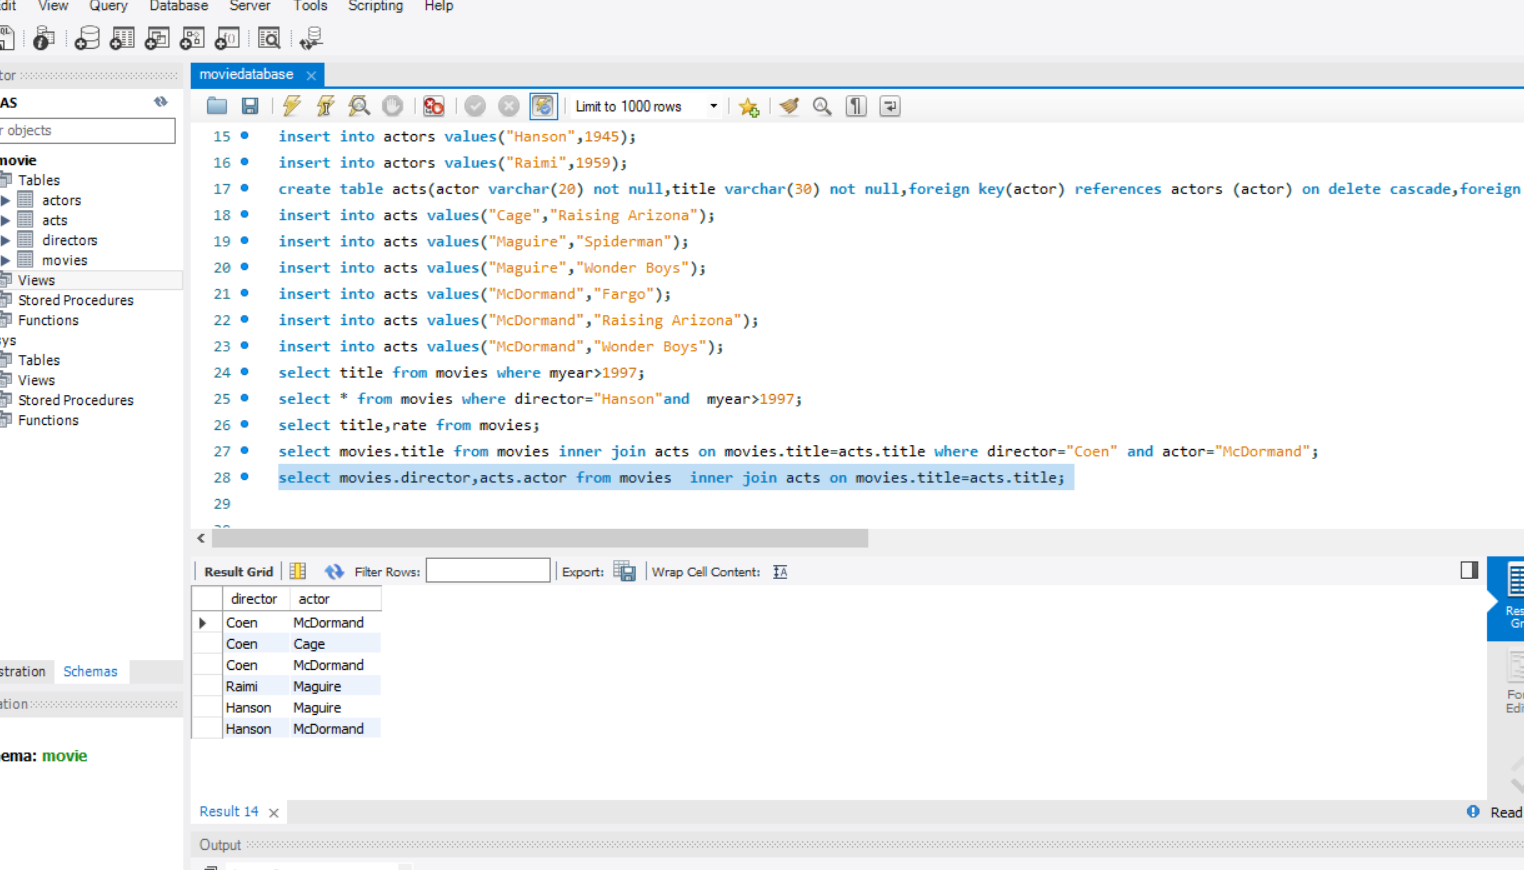 View Query Database Server Tools Scripting Help
moviedatabase
AS
objects
movie
Tables
actors
acts
directors
movies
Views
Stored Procedures
Functions
sys
Tables
Views
Stored Procedures
Functions
Schemas
movie
Limit to 1000 rows
15 insert into actors values("Hanson",1945);
16 insert into actors values("Raimi",1959);
17 create table acts(actor varchar(20) not null,title varchar(30) not null,foreign key(actor) references actors (actor) on delete cascade,foreign
18 insert into acts values("Cage","Raising Arizona");
19 insert into acts values("Maguire","Spiderman");
20 insert into acts values("Maguire","Wonder Boys");
21 insert into acts values("McDormand","Fargo");
22 insert into acts values("McDormand","Raising Arizona");
23 insert into acts values("McDormand","Wonder Boys");
24 select title from movies where myear>1997;
25 select * from movies where director="Hanson"and  myear>1997;
26 select title,rate from movies;
27 select movies.title from movies inner join acts on movies.title=acts.title where director="Coen" and actor="McDormand";
28 select movies.director,acts.actor from movies  inner join acts on movies.title=acts.title;
29
Result Grid Filter Rows: Export: Wrap Cell Content:
director actor
Coen McDormand
Coen Cage
Coen McDormand
Raimi Maguire
Hanson Maguire
Hanson McDormand
Result 14
Read
Output